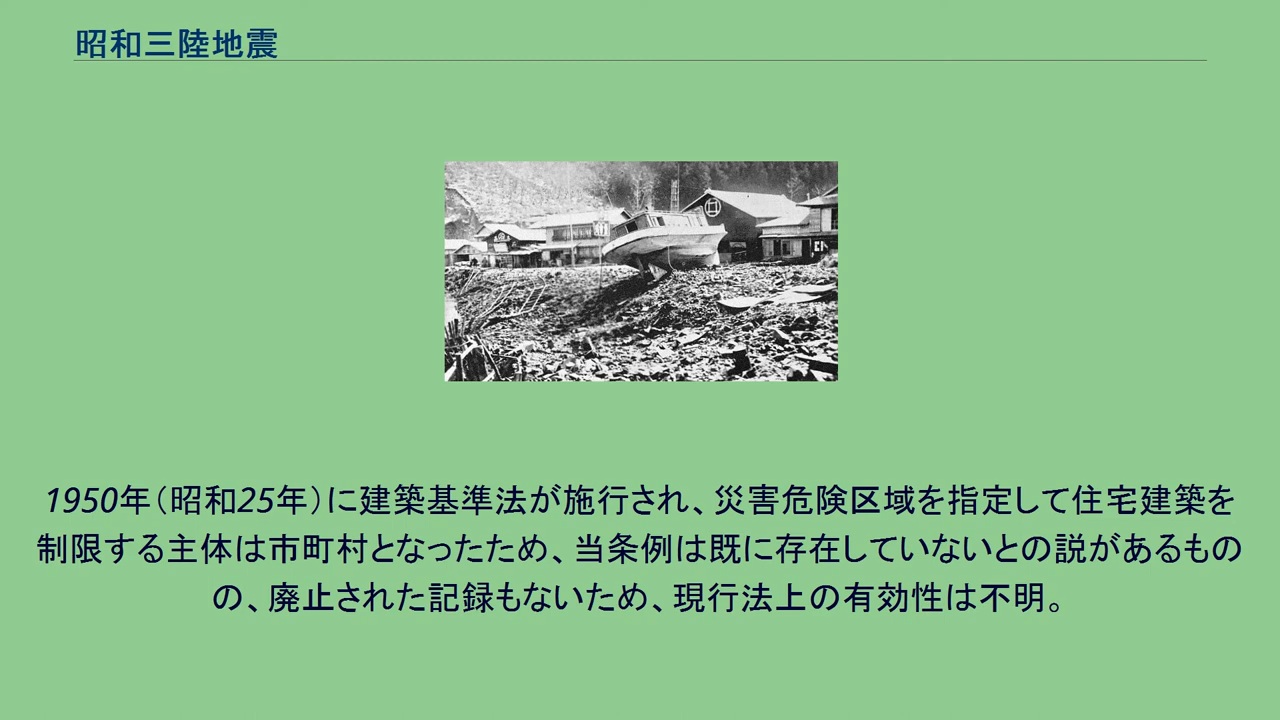 昭和三陸地震
1950年(昭和25年)に建築基準法が施行され、災害危険区域を指定して住宅建築を
制限する主体は市町村となったため、当条例は既に存在していないとの説があるもの
の、廃止された記録もないため、現行法上の有効性は不明。